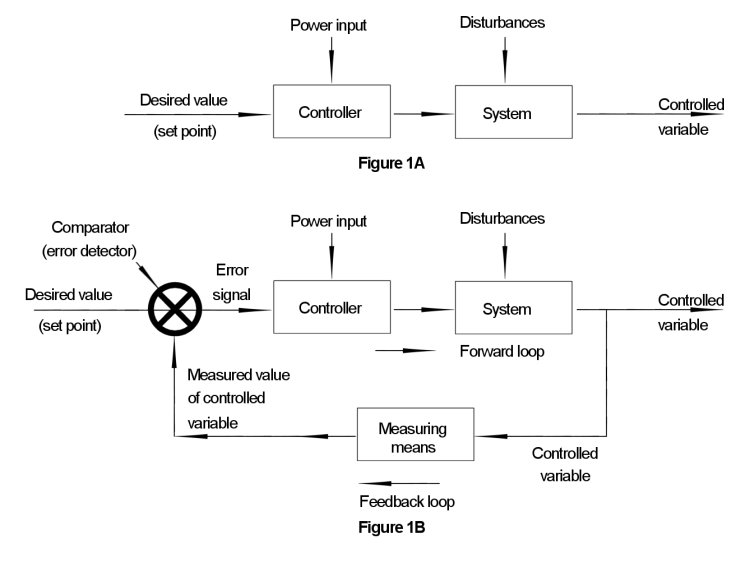 Power input
Disturbances
Desired value
(set point)
Controller
System
Controlled
variable
Figure 1A
Comparator
(error detector)
Power input
Disturbances
Error
signal
Desired value
(set point)
Controller
System
Controlled
variable
Forward loop
Measured value
of controlled
variable
Measuring
means
Controlled
variable
Feedback loop
Figure 1B